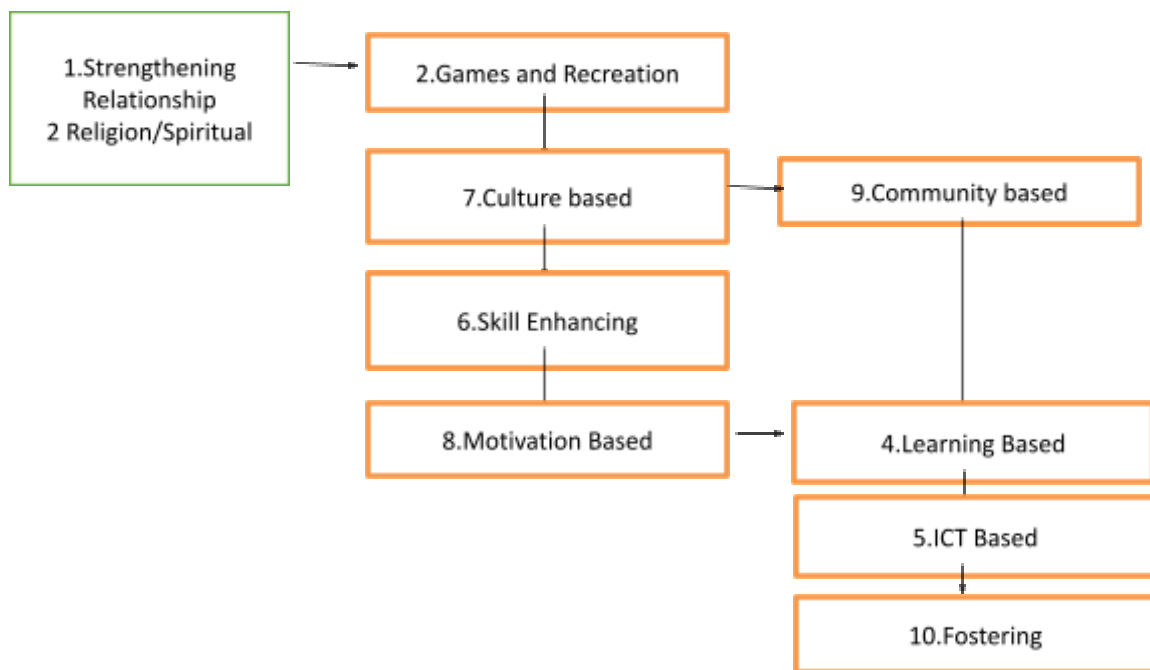 1.Strengthening
Relationship
2 Religion/Spiritual
2.Games and Recreation
7.Culture based
9.Community based
6.Skill Enhancing
8.Motivation Based
4.Learning Based
5.ICT Based
10.Fostering